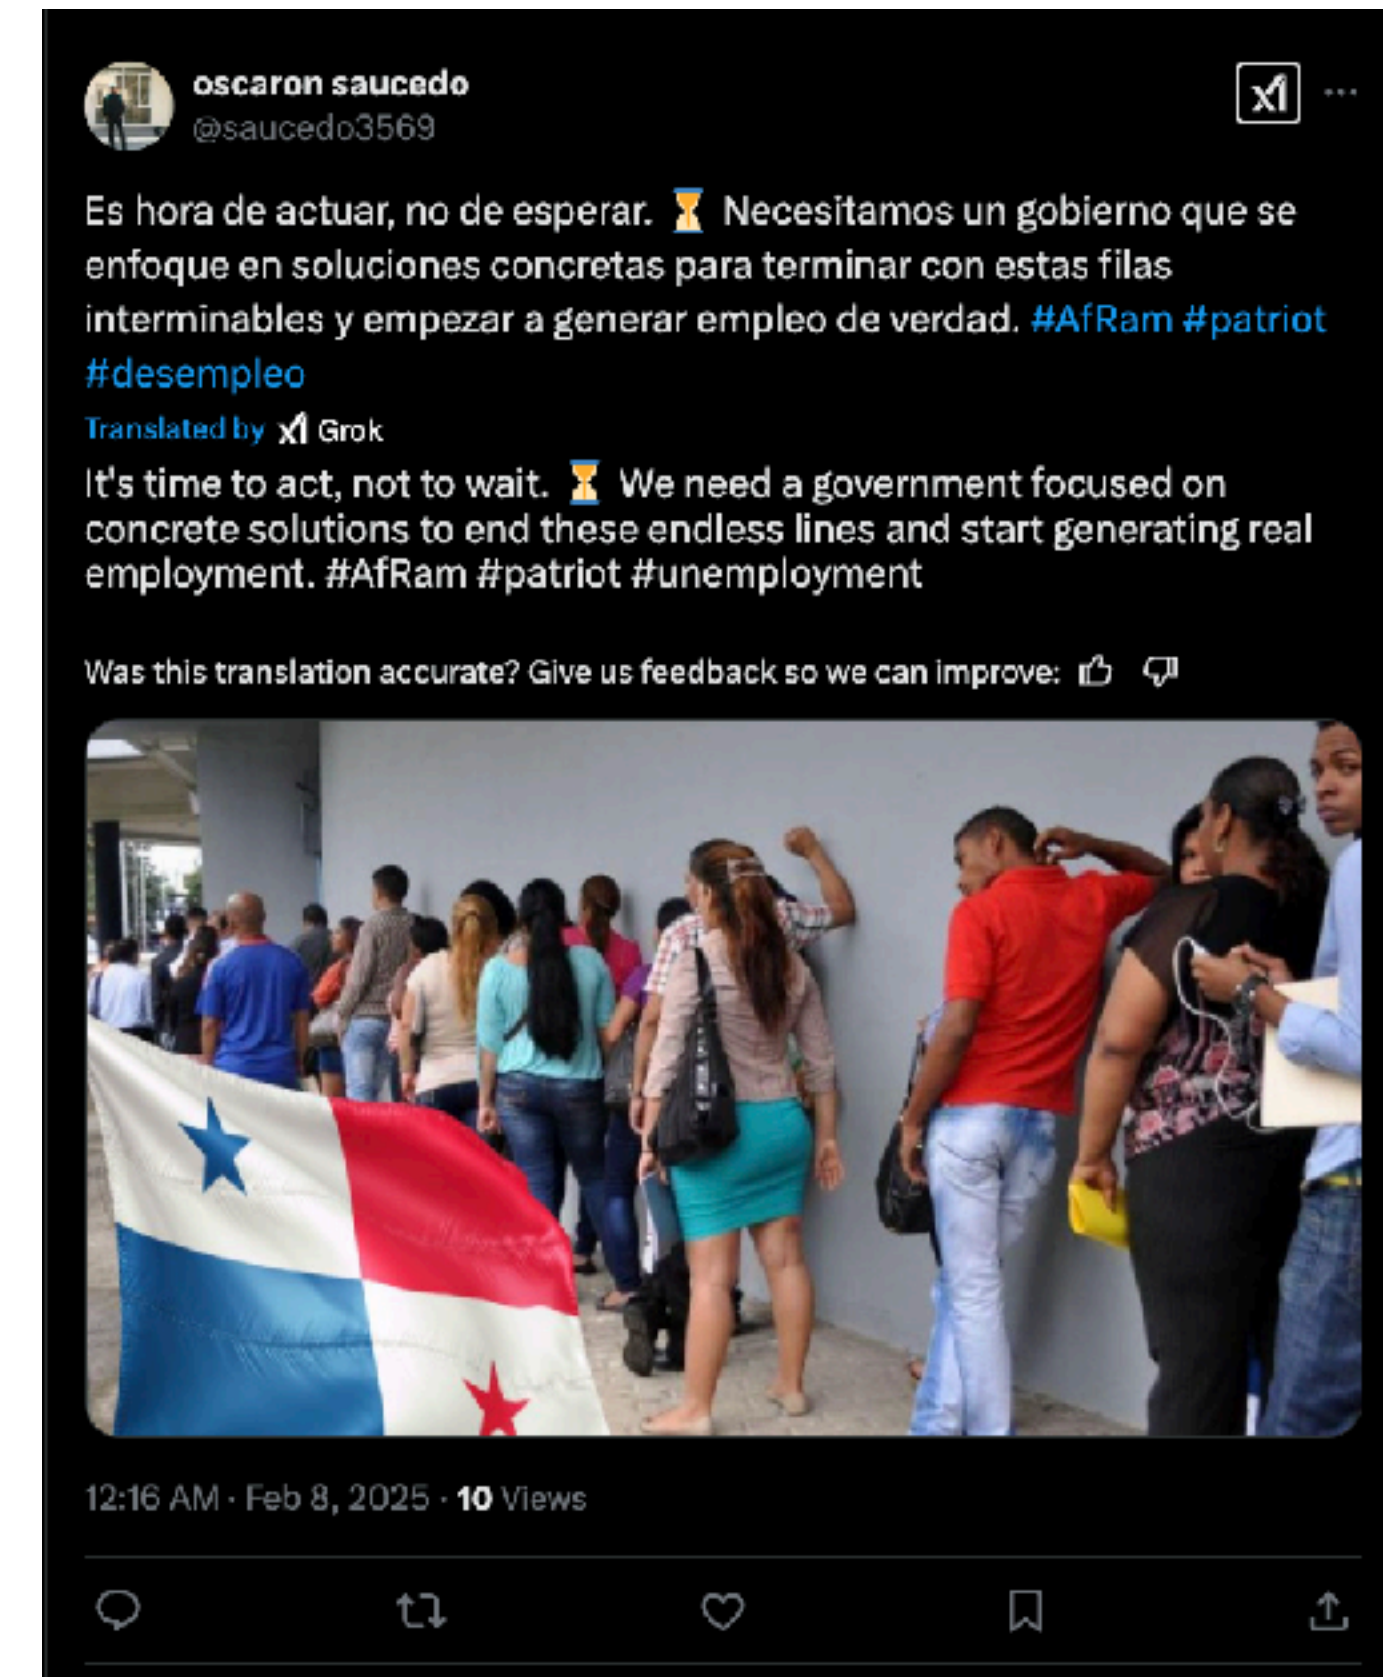 oscaron saucedo
@saucedo3569
Es hora de actuar, no de esperar. ⏳ Necesitamos un gobierno que se
enfoque en soluciones concretas para terminar con estas filas
interminables y empezar a generar empleo de verdad. #AfRam #patriot
#desempleo
Translated by Grok
It's time to act, not to wait. ⏳ We need a government focused on
concrete solutions to end these endless lines and start generating real
employment. #AfRam #patriot #unemployment
Was this translation accurate? Give us feedback so we can improve:
12:16 AM · Feb 8, 2025 · 10 Views